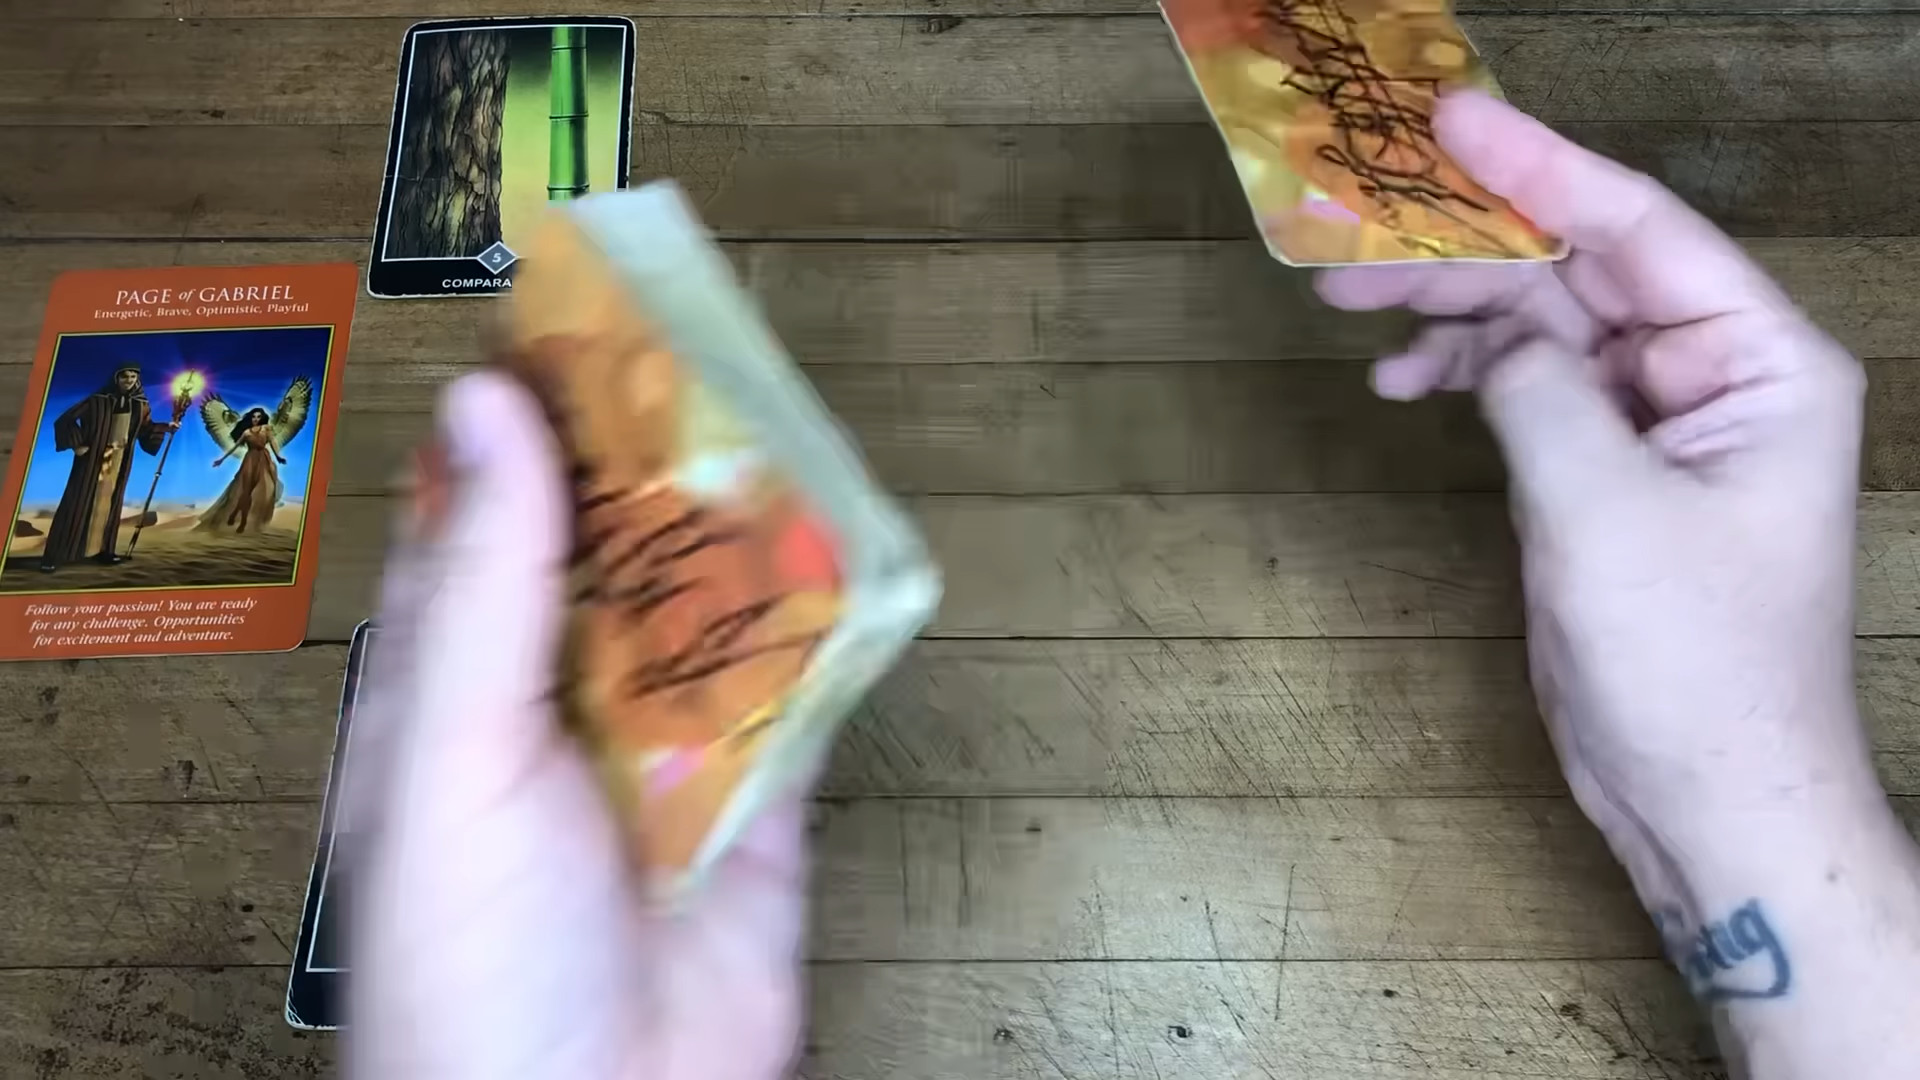 5
COMPARA
PAGE of GABRIEL
Energetic, Brave, Optimistic, Playful
Follow your passion! You are ready
for any challenge. Opportunities
for excitement and adventure.